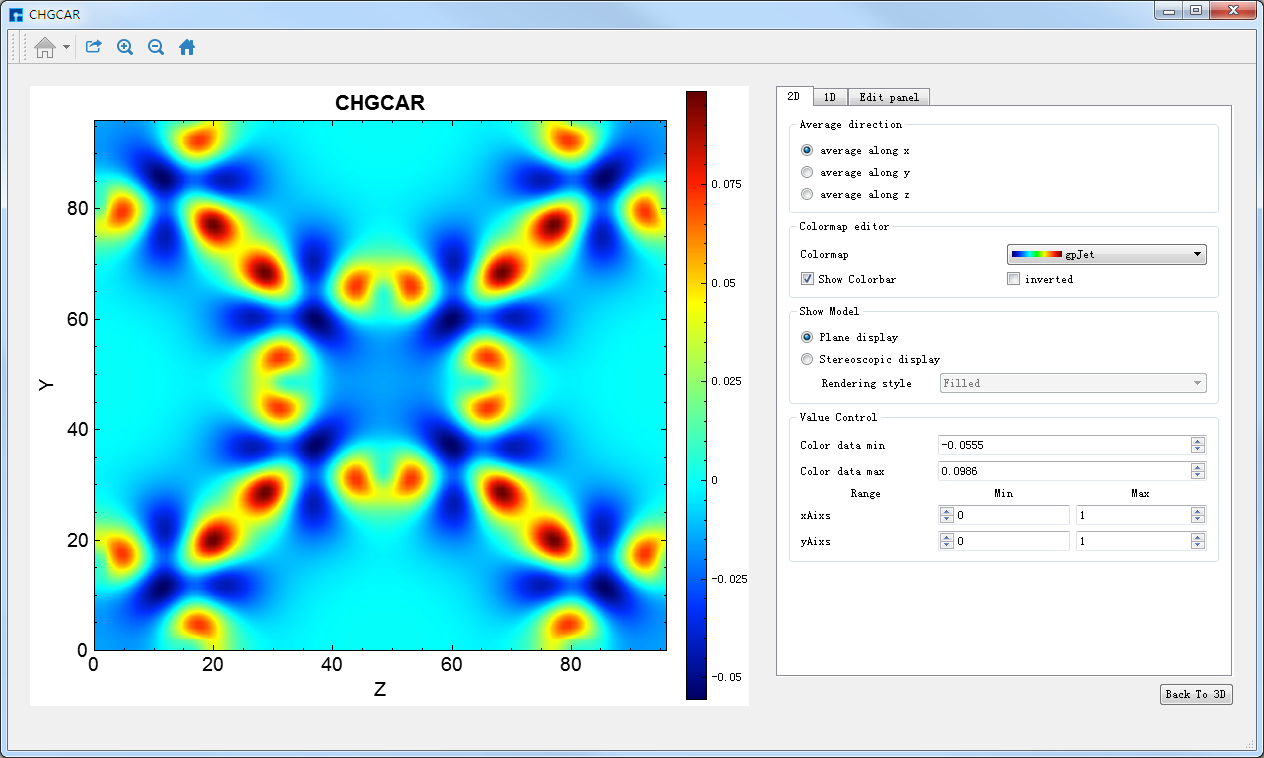 CHGCAR
CHGCAR
80
60
40
20
0
Y
0 20 40 60 80
Z
0.075
0.05
0.025
0
-0.025
-0.05
2D 1D Edit panel
Average direction
average along x
average along y
average along z
Colormap editor
Colormap gpJet
Show Colorbar inverted
Show Model
Plane display
Stereoscopic display
Rendering style Filled
Value Control
Color data min -0.0555
Color data max 0.0986
Range Min Max
xAixs 0 1
yAixs 0 1
Back To 3D